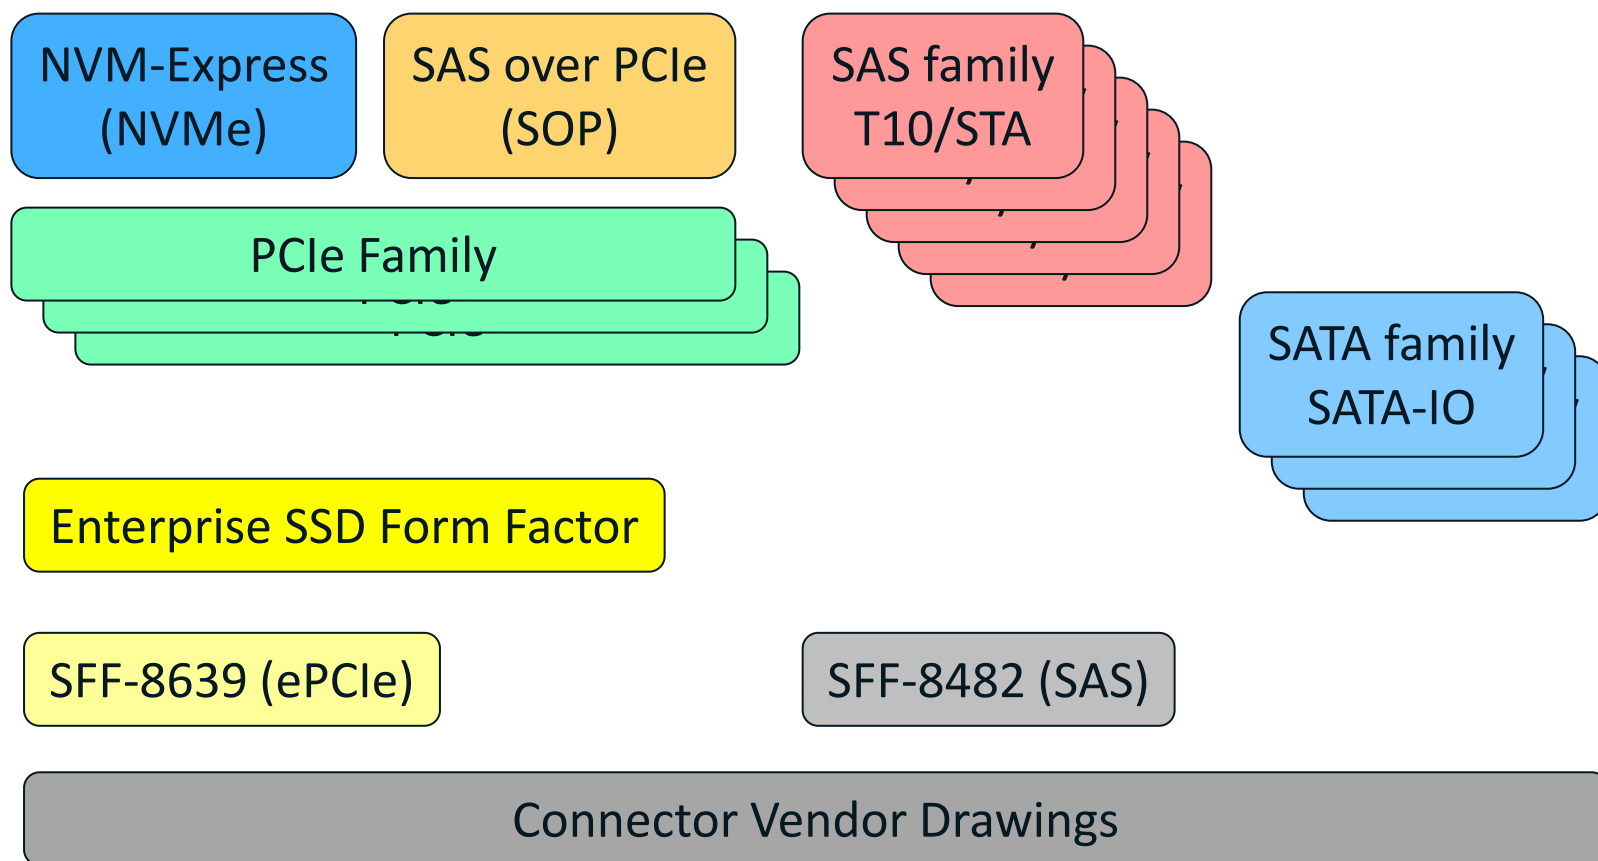 NVM-Express
(NVMe)
SAS over PCIe
(SOP)
SAS family
T10/STA
PCIe Family
SATA family
SATA-IO
Enterprise SSD Form Factor
SFF-8639 (ePCIe)
SFF-8482 (SAS)
Connector Vendor Drawings